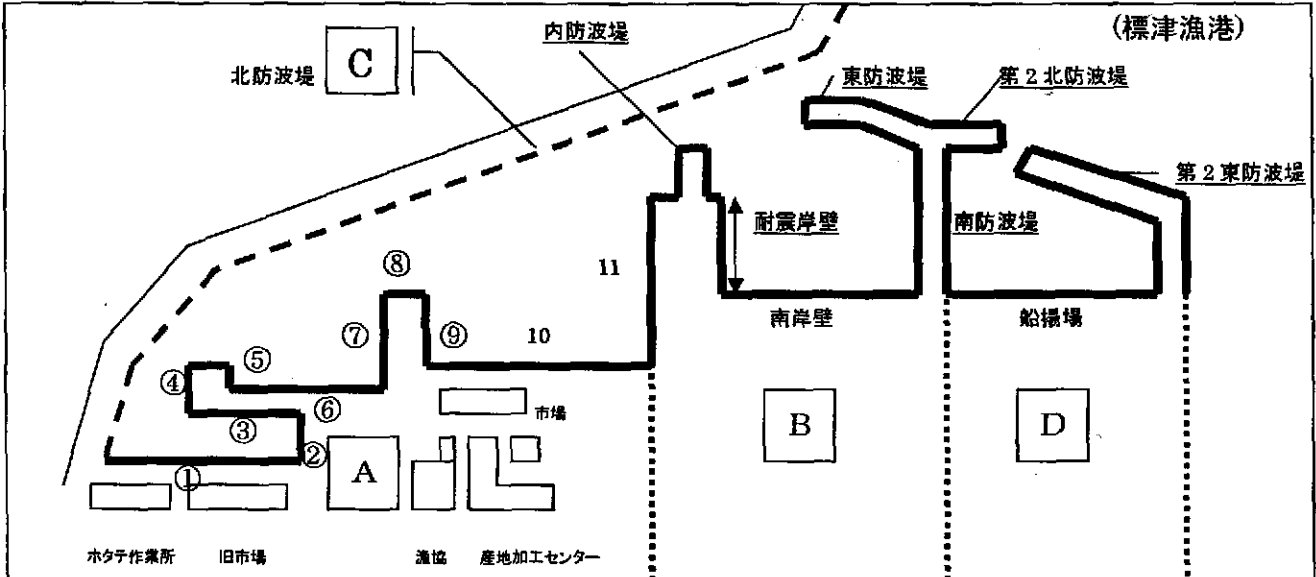 (標津漁港)
内防波堤
C
北防波堤
東防波堤
第2北防波堤
第2東防波堤
耐震岸壁
南防波堤
⑧
11
南岸壁
船揚場
⑦
⑨
10
⑤
④
⑥
市場
③
B
D
②
A
①
ホタテ作業所
旧市場
漁協
産地加工センター